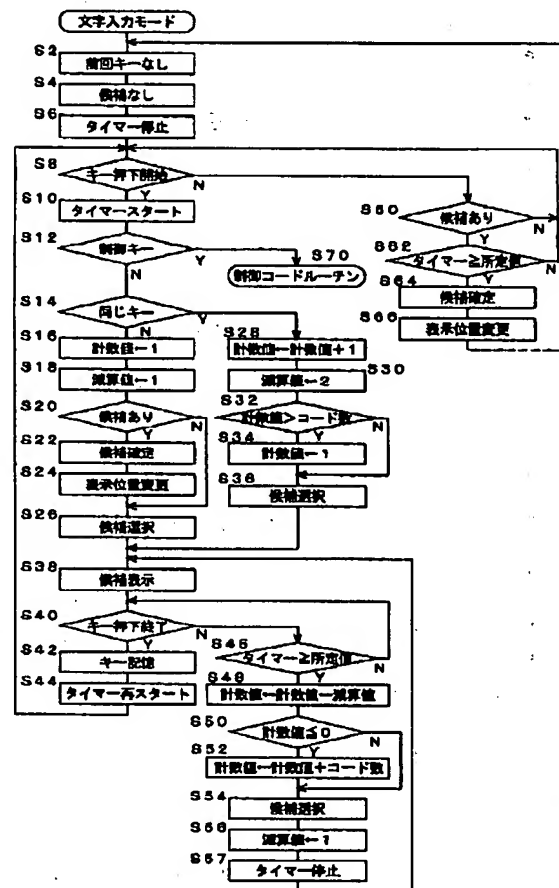 文字入力モード
S2
前回キーなし
S4
候補なし
S6
タイマー停止
S8
キー押下開始
N
Y
S10
タイマースタート
S12
制御キー
Y
N
S70
制御コードルーチン
S60
候補あり
N
Y
S62
タイマー≧所定値
N
Y
S64
候補確定
S66
表示位置変更
S14
同じキー
Y
N
S16
計数値←1
S18
減算値←1
S20
候補あり
N
Y
S22
候補確定
S24
表示位置変更
S26
候補選択
S28
計数値←計数値+1
S30
減算値←2
S32
計数値>コード数
N
Y
S34
計数値←1
S36
候補選択
S38
候補表示
S40
キー押下終了
N
Y
S42
キー記憶
S44
タイマー再スタート
S46
タイマー≧所定値
N
Y
S48
計数値←計数値−減算値
S50
計数値≦0
N
Y
S52
計数値←計数値+コード数
S54
候補選択
S56
減算値←1
S57
タイマー停止